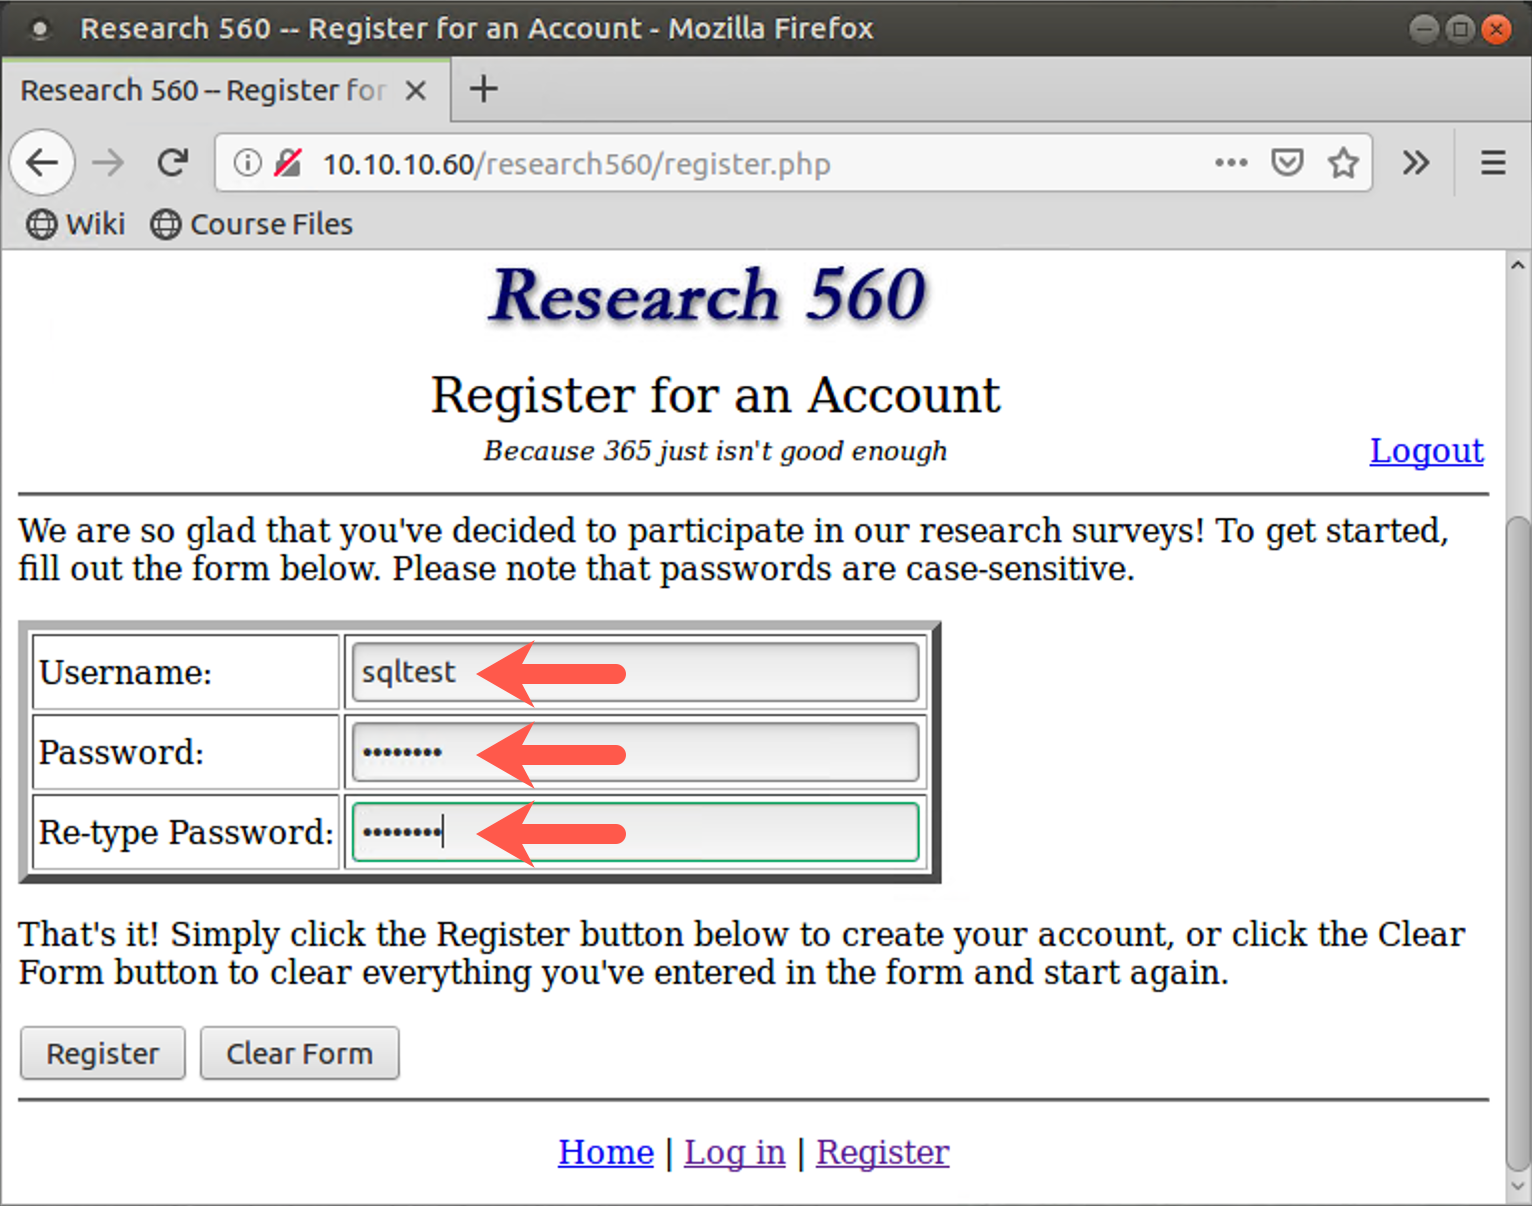 Research 560 -- Register for an Account - Mozilla Firefox
Research 560 -- Register for
10.10.10.60/research560/register.php
Wiki Course Files
Research 560
Register for an Account
Because 365 just isn't good enough
Logout
We are so glad that you've decided to participate in our research surveys! To get started,
fill out the form below. Please note that passwords are case-sensitive.
Username: sqltest
Password: ••••••••
Re-type Password: ••••••••
That's it! Simply click the Register button below to create your account, or click the Clear
Form button to clear everything you've entered in the form and start again.
Register Clear Form
Home | Log in | Register